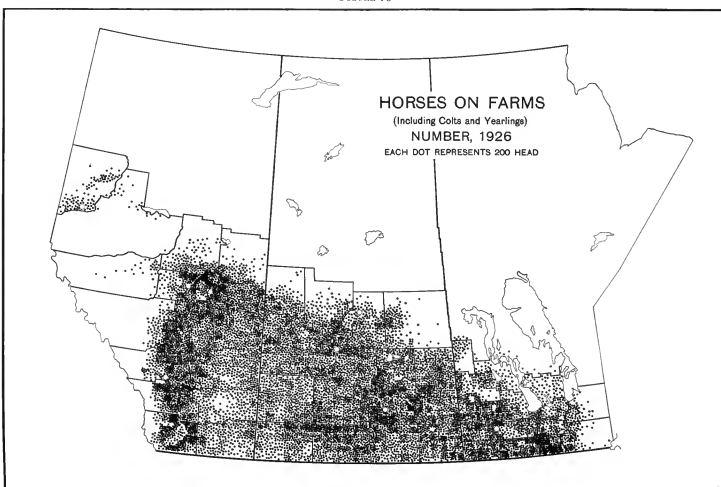 HORSES ON FARMS
(Including Colts and Yearlings)
NUMBER, 1926
EACH DOT REPRESENTS 200 HEAD